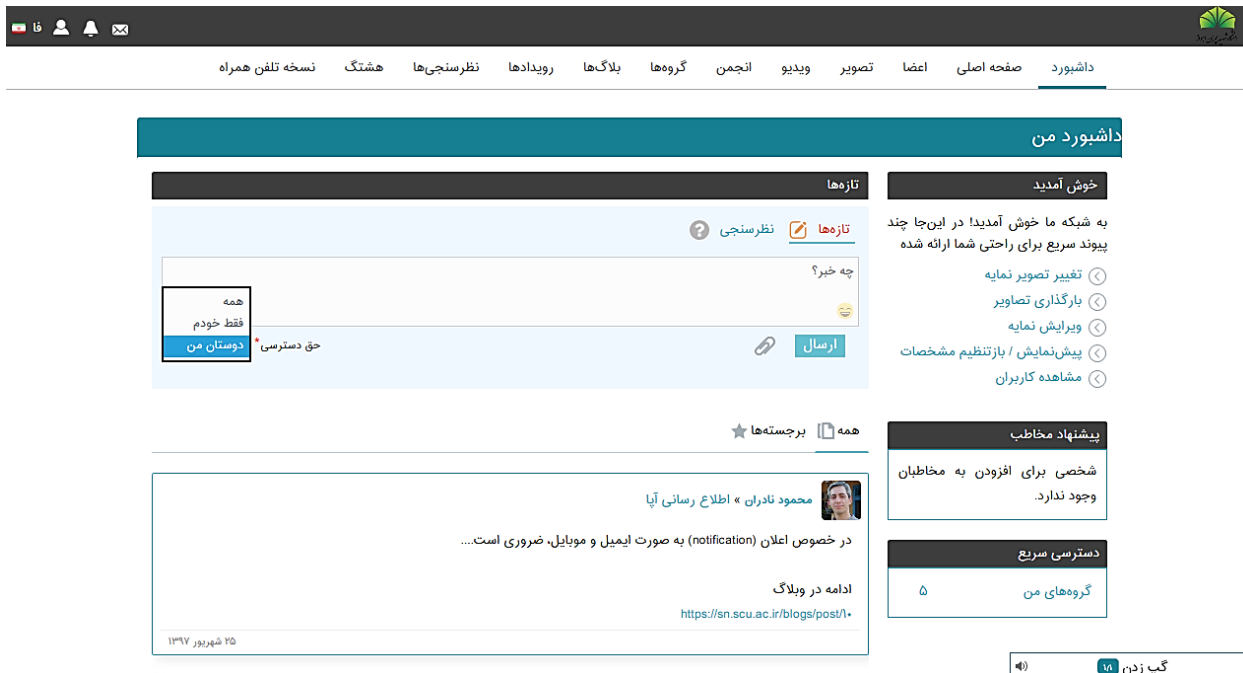 فا
داشبورد صفحه اصلی اعضا تصویر ویدیو انجمن گروه‌ها بلاگ‌ها رویدادها نظرسنجی‌ها هشتگ نسخه تلفن همراه
داشبورد من
خوش آمدید
به شبکه ما خوش آمدید! در این‌جا چند
پیوند سریع برای راحتی شما ارائه شده
تغییر تصویر نمایه
بارگذاری تصاویر
ویرایش نمایه
پیش‌نمایش / بازتنظیم مشخصات
مشاهده کاربران
پیشنهاد مخاطب
شخصی برای افزودن به مخاطبان
وجود ندارد.
دسترسی سریع
گروه‌های من ۵
تازه‌ها
تازه‌ها نظرسنجی
چه خبر؟
همه
فقط خودم
دوستان من
ارسال حق دسترسی*
همه برجسته‌ها
محمود نادران » اطلاع رسانی آپا
در خصوص اعلان (notification) به صورت ایمیل و موبایل، ضروری است....
ادامه در وبلاگ
https://sn.scu.ac.ir/blogs/post/۱۰
۲۵ شهریور ۱۳۹۷
گپ زدن ۱/۱